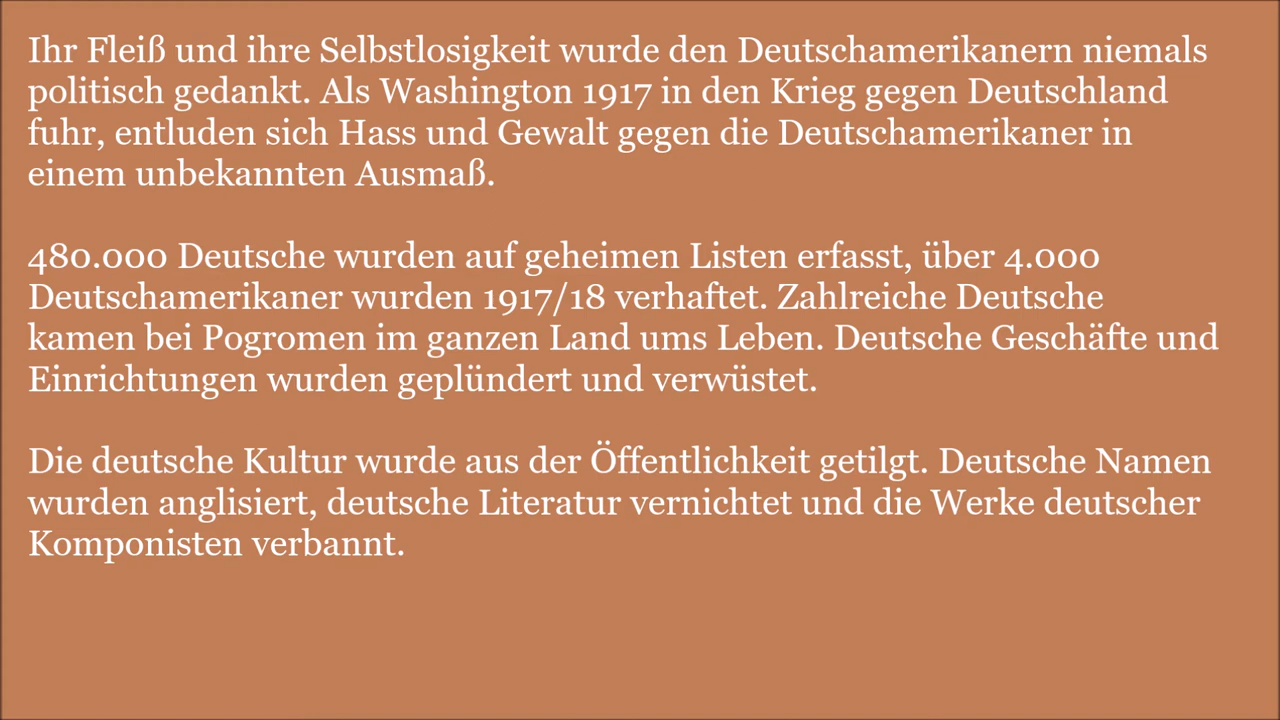 Ihr Fleiß und ihre Selbstlosigkeit wurde den Deutschamerikanern niemals
politisch gedankt. Als Washington 1917 in den Krieg gegen Deutschland
fuhr, entluden sich Hass und Gewalt gegen die Deutschamerikaner in
einem unbekannten Ausmaß.
480.000 Deutsche wurden auf geheimen Listen erfasst, über 4.000
Deutschamerikaner wurden 1917/18 verhaftet. Zahlreiche Deutsche
kamen bei Pogromen im ganzen Land ums Leben. Deutsche Geschäfte und
Einrichtungen wurden geplündert und verwüstet.
Die deutsche Kultur wurde aus der Öffentlichkeit getilgt. Deutsche Namen
wurden anglisiert, deutsche Literatur vernichtet und die Werke deutscher
Komponisten verbannt.